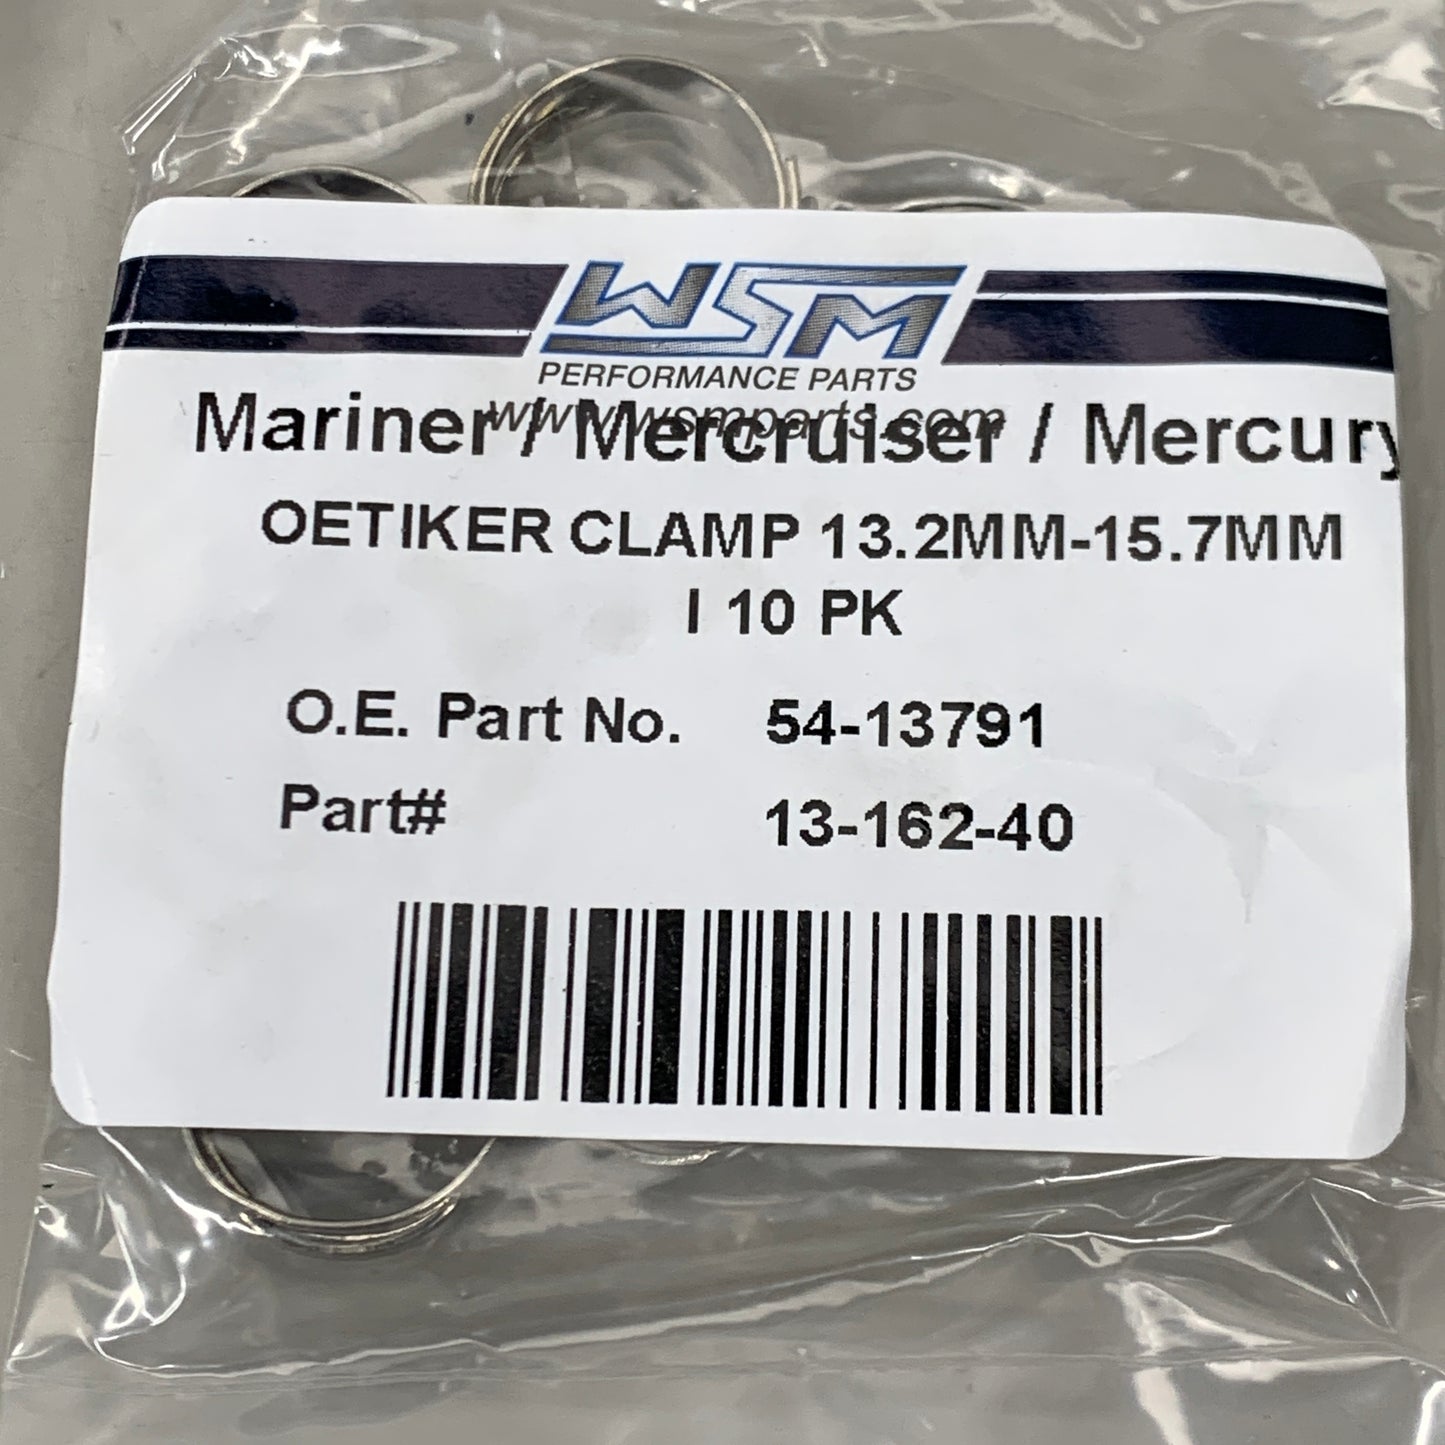 WSM
PERFORMANCE PARTS
www.wsmparts.com
Mariner / Mercruiser / Mercury
OETIKER CLAMP 13.2MM-15.7MM
I 10 PK
O.E. Part No. 54-13791
Part# 13-162-40